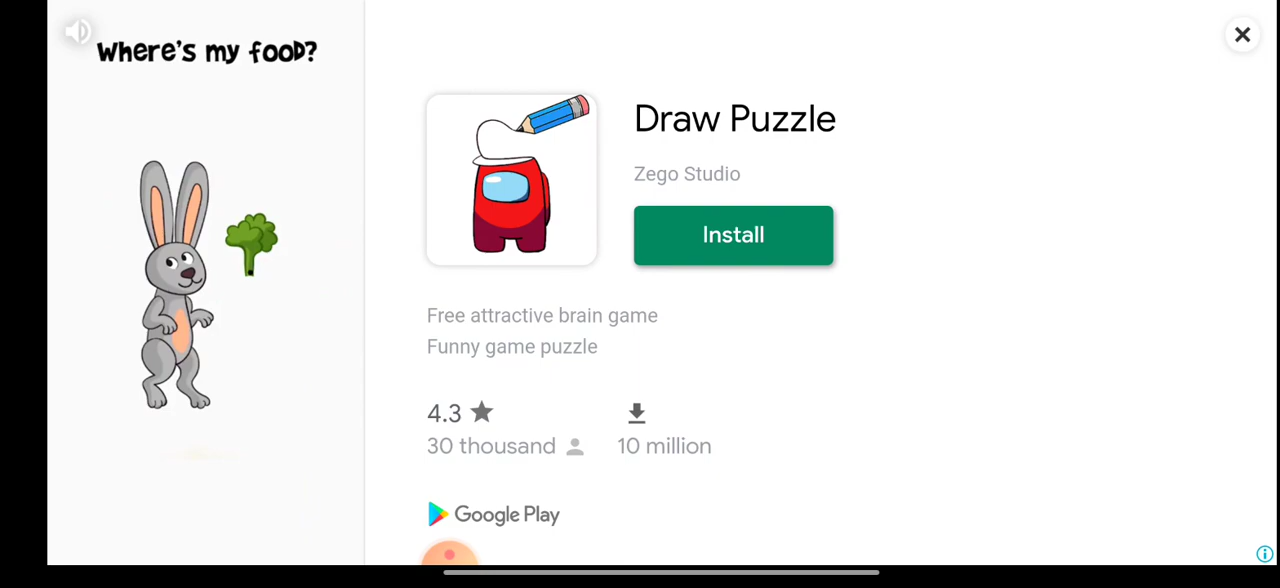 Where's my food?
Draw Puzzle
Zego Studio
Install
Free attractive brain game
Funny game puzzle
4.3
30 thousand
10 million
Google Play